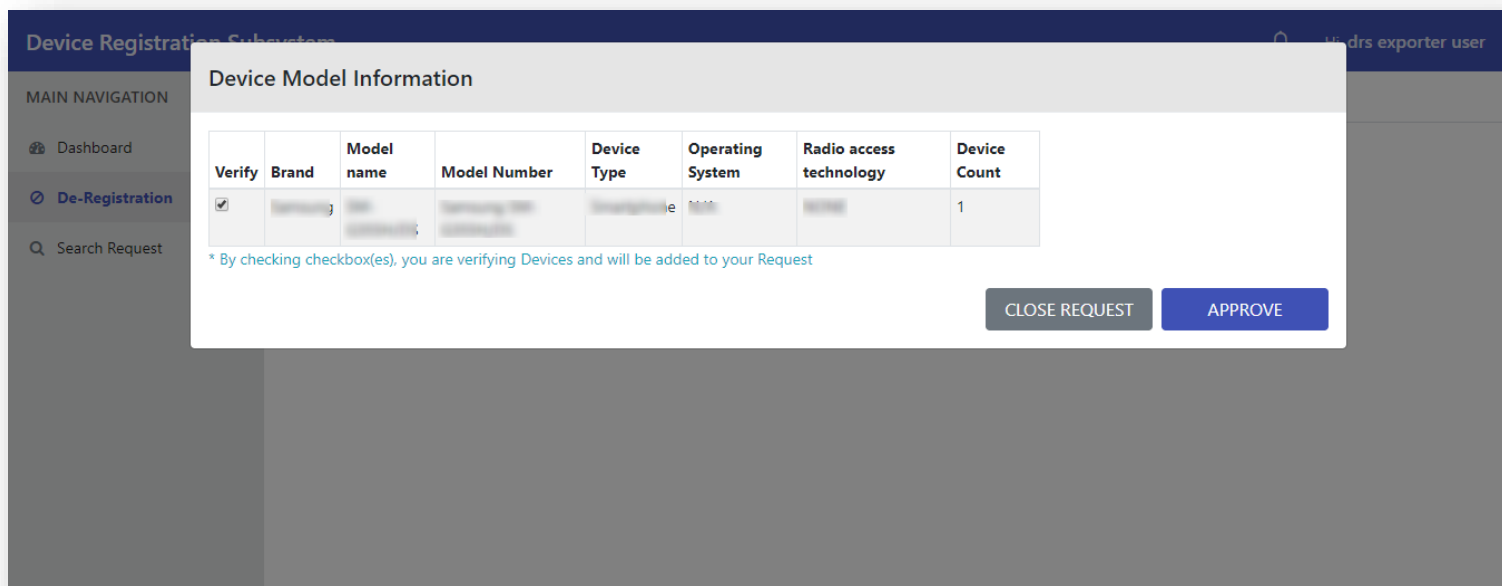 Device Registration Subsystem
Hi, drs exporter user
MAIN NAVIGATION
Dashboard
De-Registration
Search Request
Device Model Information
Verify Brand Model name Model Number Device Type Operating System Radio access technology Device Count
1
* By checking checkbox(es), you are verifying Devices and will be added to your Request
CLOSE REQUEST APPROVE